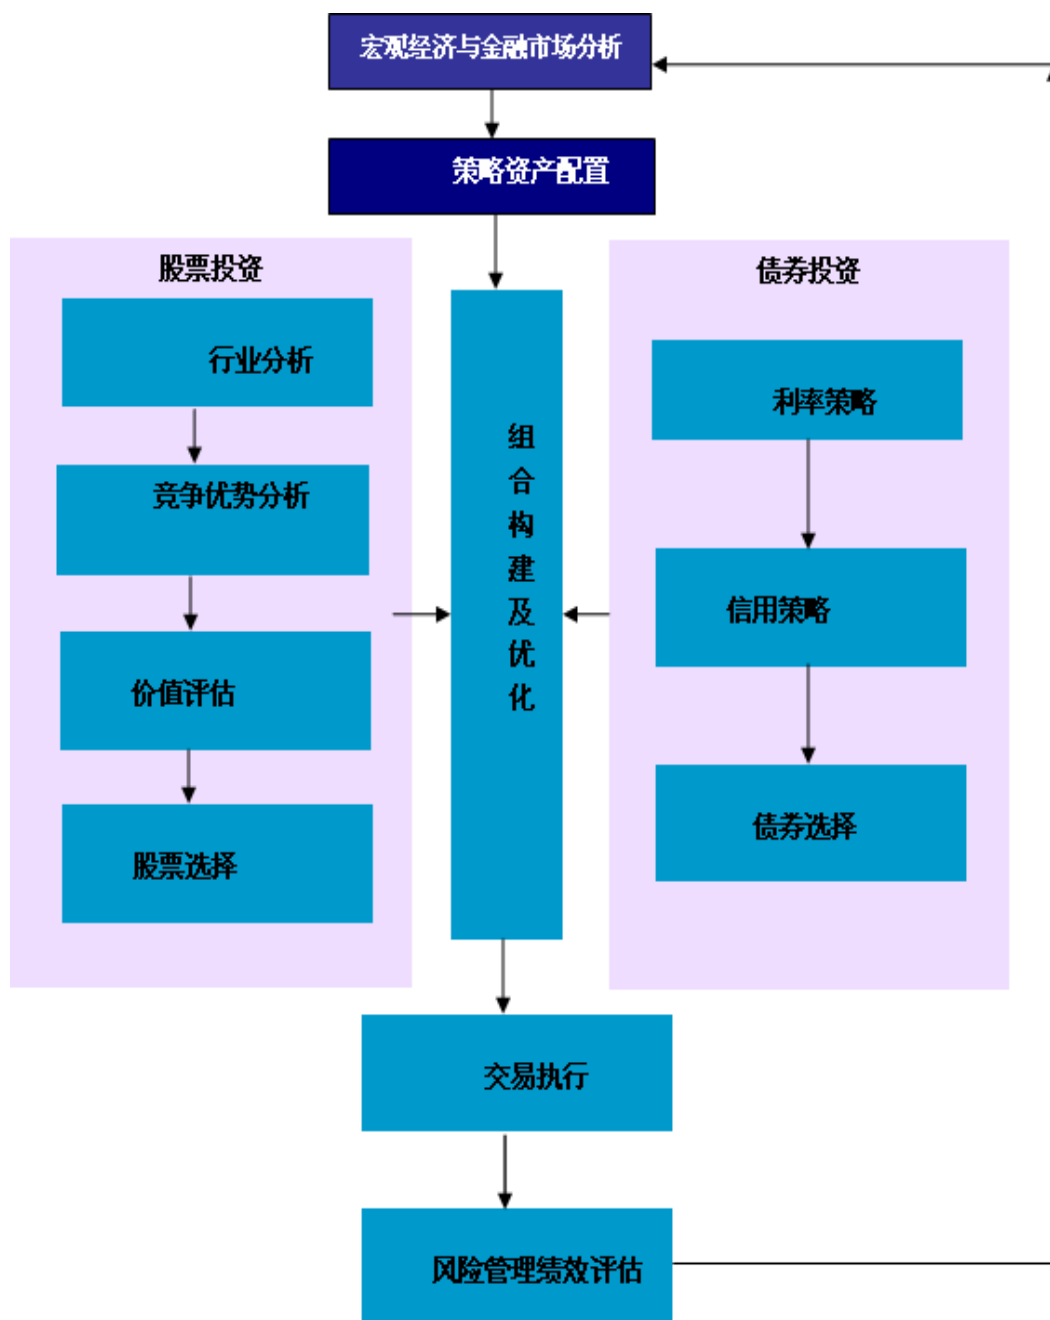 宏观经济与金融市场分析
策略资产配置
股票投资
行业分析
竞争优势分析
价值评估
股票选择
组合构建及优化
债券投资
利率策略
信用策略
债券选择
交易执行
风险管理绩效评估